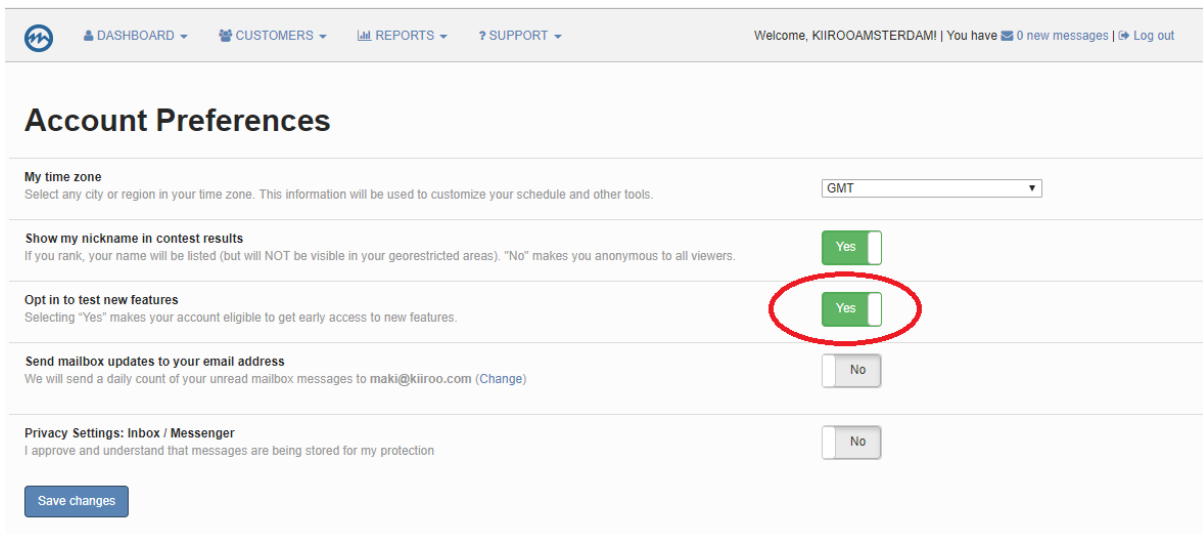 DASHBOARD CUSTOMERS REPORTS ? SUPPORT Welcome, KIIROOAMSTERDAM! | You have 0 new messages | Log out
Account Preferences
My time zone
Select any city or region in your time zone. This information will be used to customize your schedule and other tools.
GMT
Show my nickname in contest results
If you rank, your name will be listed (but will NOT be visible in your georestricted areas). "No" makes you anonymous to all viewers.
Yes
Opt in to test new features
Selecting “Yes” makes your account eligible to get early access to new features.
Yes
Send mailbox updates to your email address
We will send a daily count of your unread mailbox messages to maki@kiiroo.com (Change)
No
Privacy Settings: Inbox / Messenger
I approve and understand that messages are being stored for my protection
No
Save changes